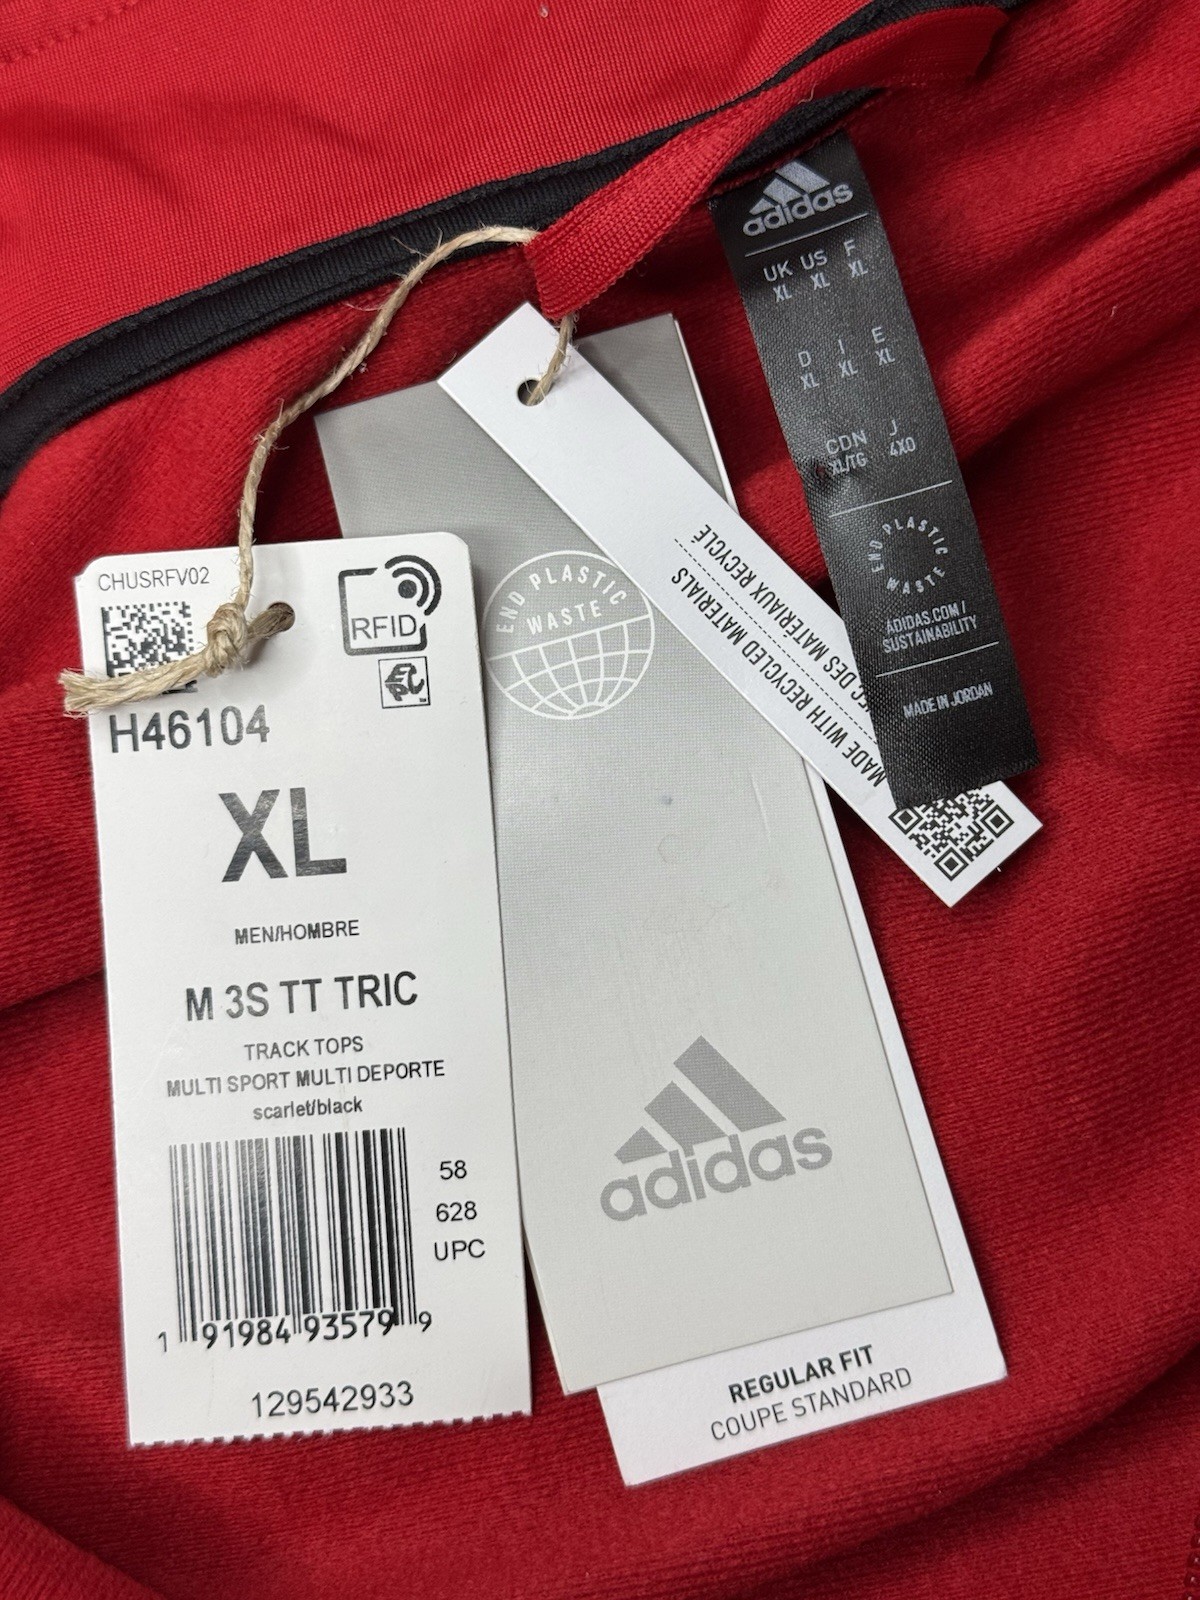 CHUSRFV02
RFID
EPC
H46104
XL
MEN/HOMBRE
M 3S TT TRIC
TRACK TOPS
MULTI SPORT MULTI DEPORTE
scarlet/black
58
628
UPC
1 91984 93579 9
129542933
END PLASTIC
WASTE
adidas
REGULAR FIT
COUPE STANDARD
MADE WITH RECYCLED MATERIALS
DES MATÉRIAUX RECYCLÉ
adidas
UK US F
XL XL XL
D I E
XL XL XL
CDN J
XL/TG 4XO
END PLASTIC
WASTE
ADIDAS.COM/
SUSTAINABILITY
MADE IN JORDAN